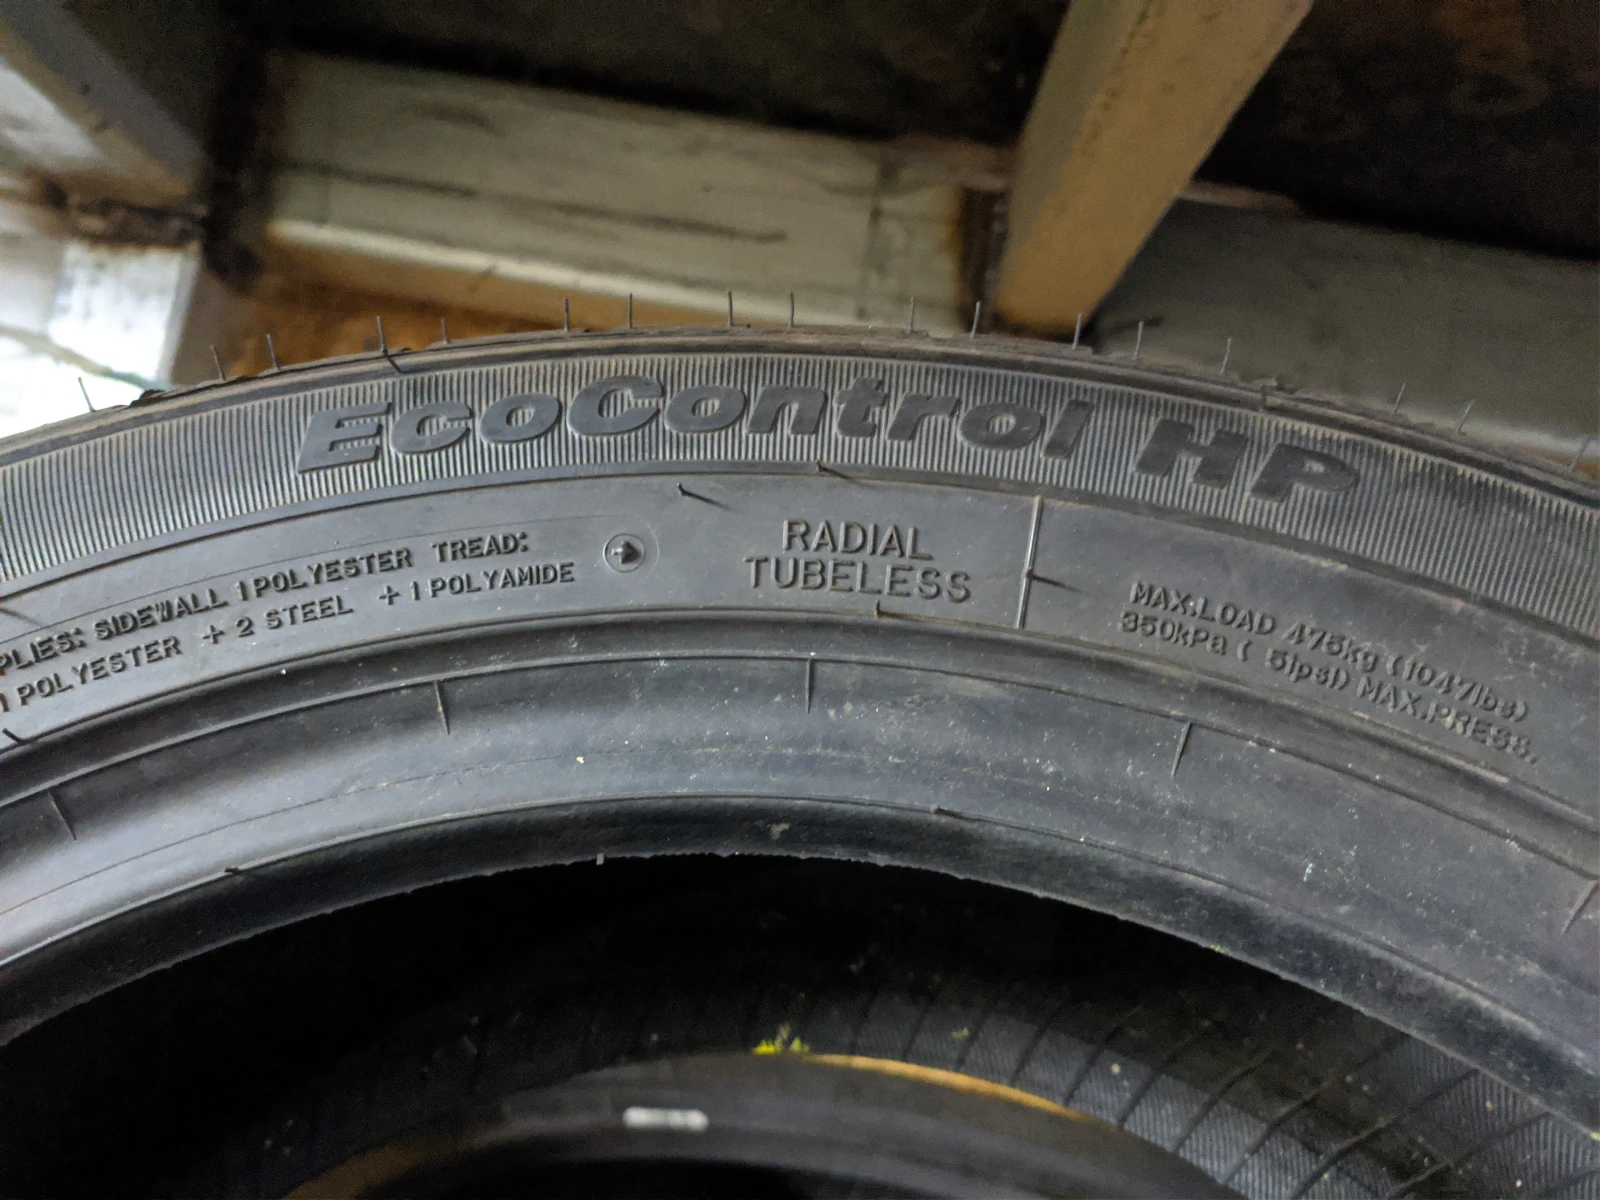 EcoControl HP
PLIES: SIDEWALL 1 POLYESTER TREAD:
1 POLYESTER + 2 STEEL + 1 POLYAMIDE
RADIAL
TUBELESS
MAX.LOAD 475kg (1047lbs)
350kPa ( 51psi) MAX.PRESS.